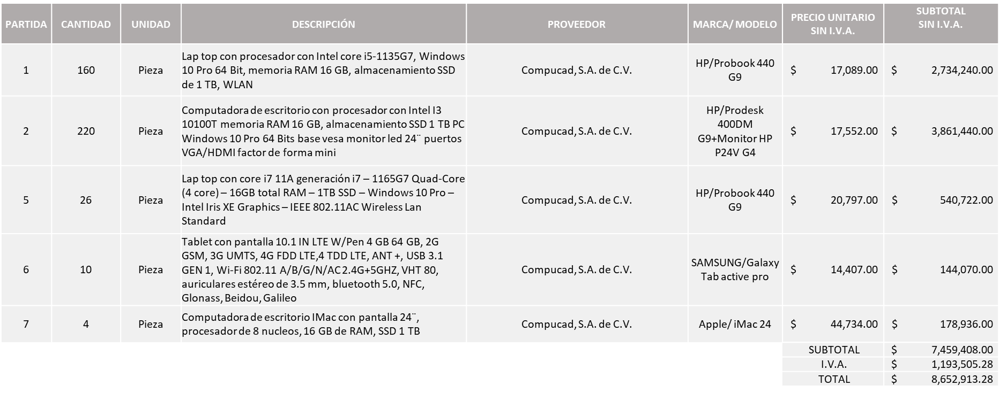 PARTIDA CANTIDAD UNIDAD DESCRIPCIÓN PROVEEDOR MARCA/ MODELO PRECIO UNITARIO SIN I.V.A. SUBTOTAL SIN I.V.A.
1 160 Pieza
Lap top con procesador con Intel core i5-1135G7, Windows
10 Pro 64 Bit, memoria RAM 16 GB, almacenamiento SSD
de 1 TB, WLAN
Compucad, S.A. de C.V.
HP/Probook 440
G9
$ 17,089.00 $ 2,734,240.00
2 220 Pieza
Computadora de escritorio con procesador con Intel I3
10100T memoria RAM 16 GB, almacenamiento SSD 1 TB PC
Windows 10 Pro 64 Bits base vesa monitor led 24¨ puertos
VGA/HDMI factor de forma mini
Compucad, S.A. de C.V.
HP/Prodesk
400DM
G9+Monitor HP
P24V G4
$ 17,552.00 $ 3,861,440.00
5 26 Pieza
Lap top con core i7 11A generación i7 – 1165G7 Quad-Core
(4 core) – 16GB total RAM – 1TB SSD – Windows 10 Pro –
Intel Iris XE Graphics – IEEE 802.11AC Wireless Lan
Standard
Compucad, S.A. de C.V.
HP/Probook 440
G9
$ 20,797.00 $ 540,722.00
6 10 Pieza
Tablet con pantalla 10.1 IN LTE W/Pen 4 GB 64 GB, 2G
GSM, 3G UMTS, 4G FDD LTE,4 TDD LTE, ANT +, USB 3.1
GEN 1, Wi-Fi 802.11 A/B/G/N/AC 2.4G+5GHZ, VHT 80,
auriculares estéreo de 3.5 mm, bluetooth 5.0, NFC,
Glonass, Beidou, Galileo
Compucad, S.A. de C.V.
SAMSUNG/Galaxy
Tab active pro
$ 14,407.00 $ 144,070.00
7 4 Pieza
Computadora de escritorio IMac con pantalla 24¨,
procesador de 8 nucleos, 16 GB de RAM, SSD 1 TB
Compucad, S.A. de C.V.
Apple/ iMac 24
$ 44,734.00 $ 178,936.00
SUBTOTAL $ 7,459,408.00
I.V.A. $ 1,193,505.28
TOTAL $ 8,652,913.28